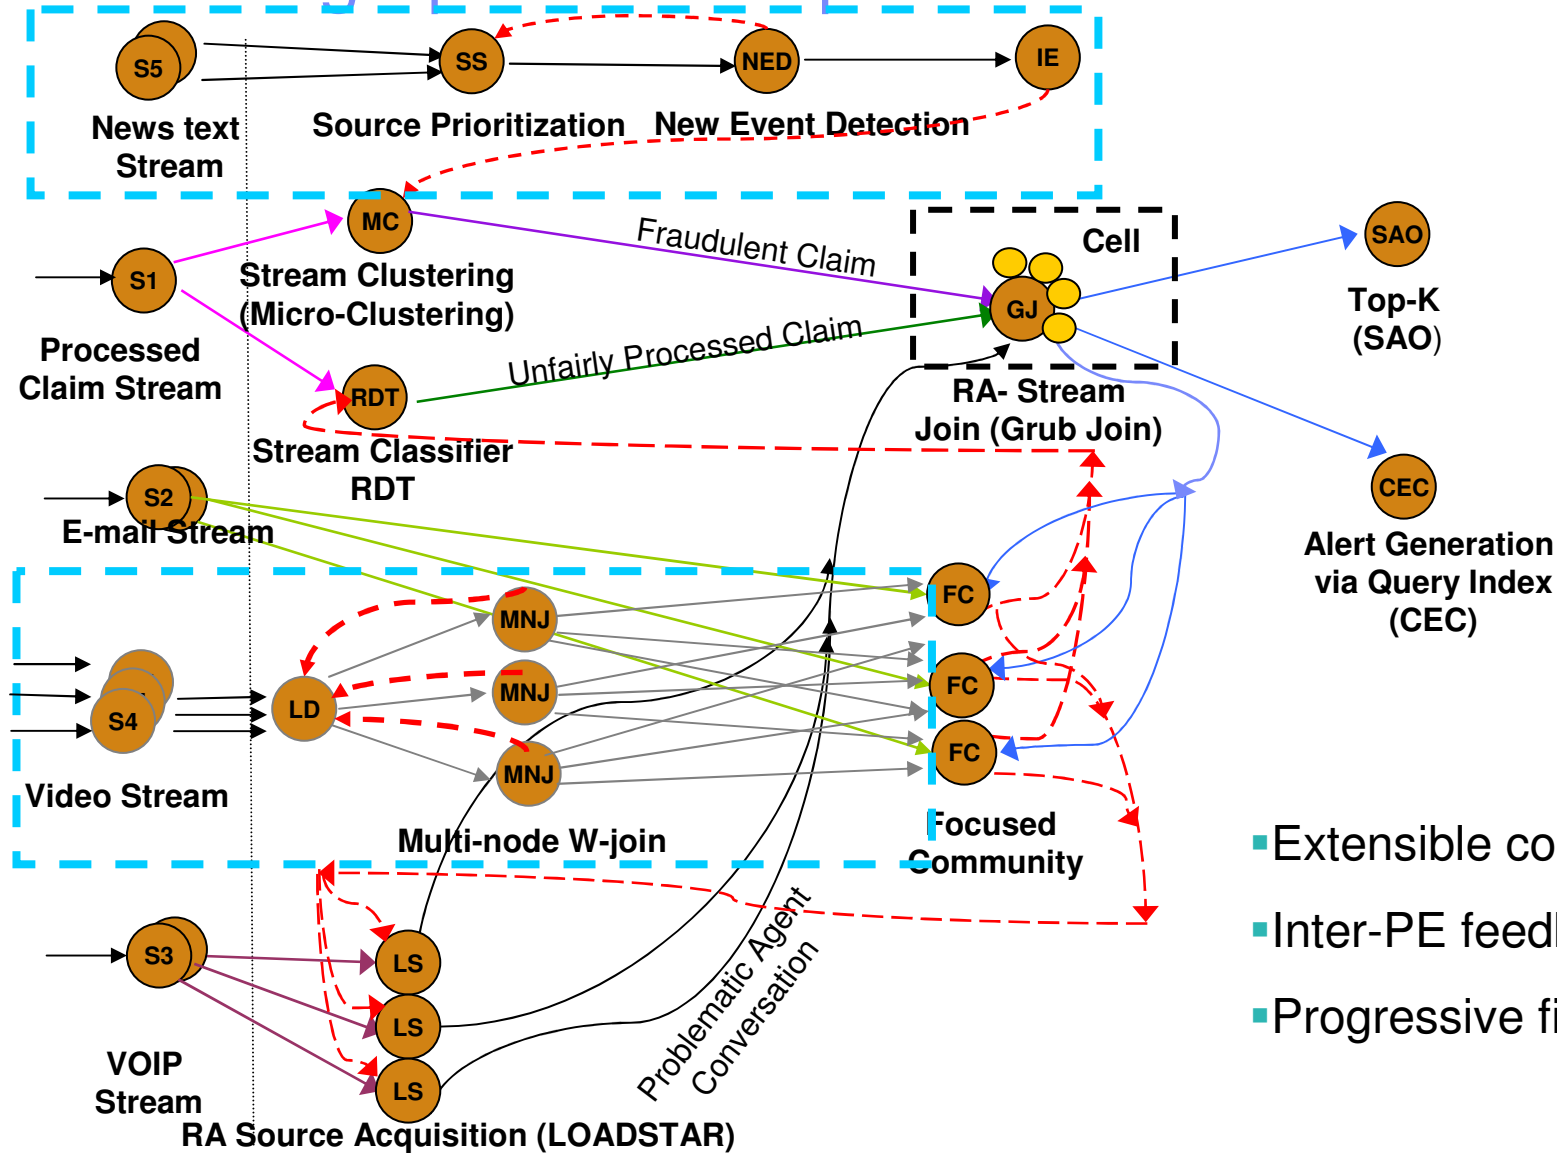 S5
SS
NED
IE
News text
Stream
Source Prioritization
New Event Detection
MC
Stream Clustering
(Micro-Clustering)
S1
Processed
Claim Stream
Fraudulent Claim
Unfairly Processed Claim
Cell
GJ
RA- Stream
Join (Grub Join)
SAO
Top-K
(SAO)
RDT
Stream Classifier
RDT
CEC
Alert Generation
via Query Index
(CEC)
S2
E-mail Stream
MNJ
MNJ
MNJ
FC
FC
FC
S4
LD
Video Stream
Multi-node W-join
Focused
Community
S3
LS
LS
LS
VOIP
Stream
RA Source Acquisition (LOADSTAR)
Problematic Agent
Conversation
▪Extensible co
▪Inter-PE feed
▪Progressive fi